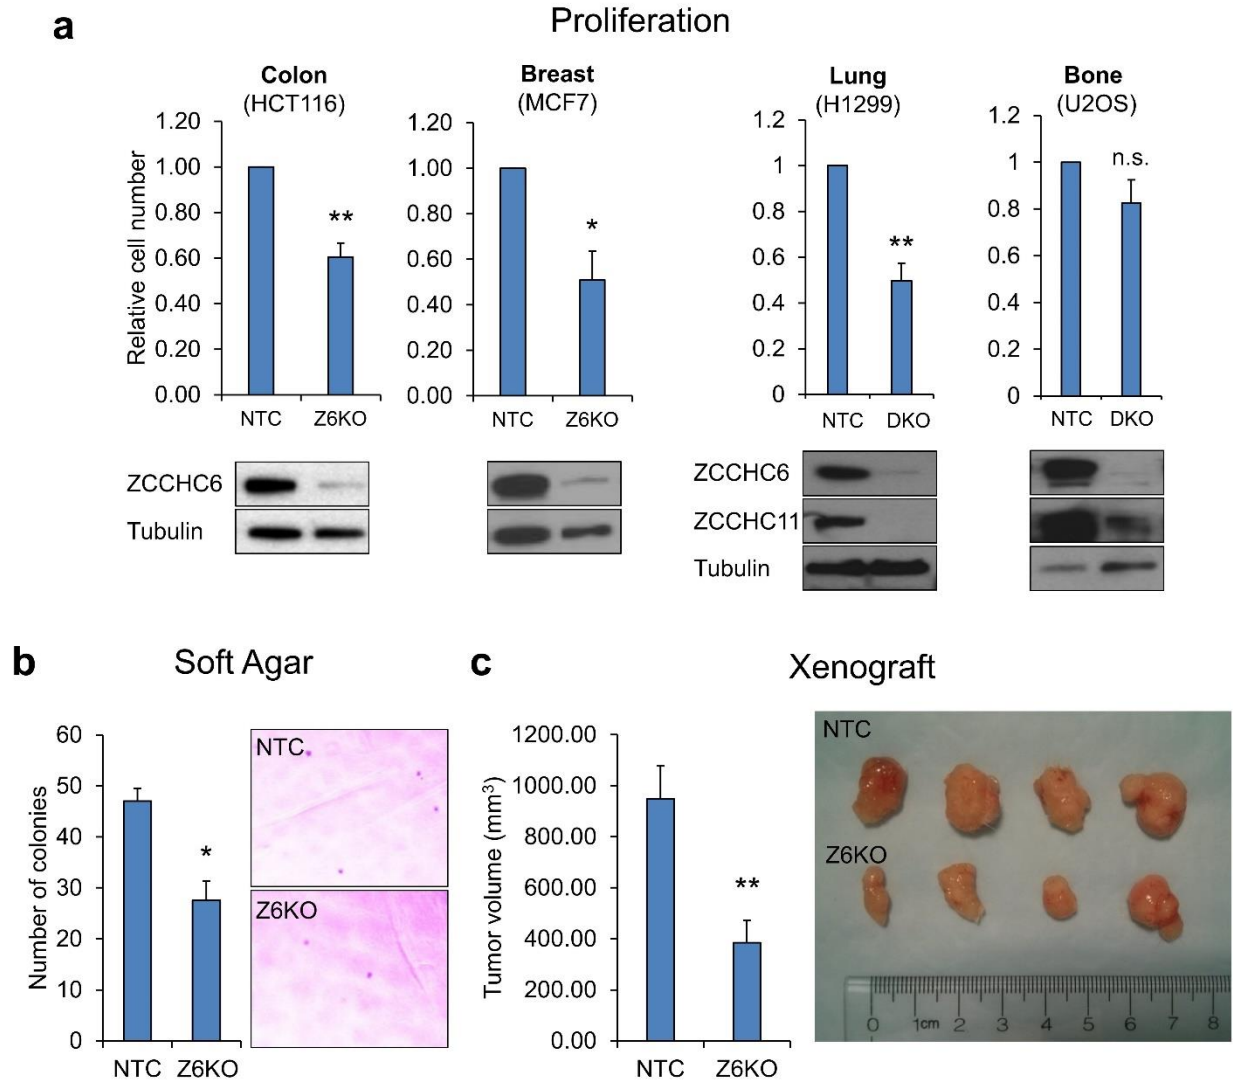 a
Proliferation
Colon
(HCT116)
Relative cell number
1.20
1.00
0.80
0.60
0.40
0.20
0.00
**
NTC Z6KO
Breast
(MCF7)
1.20
1.00
0.80
0.60
0.40
0.20
0.00
*
NTC Z6KO
Lung
(H1299)
1.2
1
0.8
0.6
0.4
0.2
0
**
NTC DKO
Bone
(U2OS)
1.2
1
0.8
0.6
0.4
0.2
0
n.s.
NTC DKO
ZCCHC6
Tubulin
ZCCHC6
ZCCHC11
Tubulin
b
Soft Agar
Number of colonies
60
50
40
30
20
10
0
*
NTC Z6KO
NTC
Z6KO
c
Xenograft
Tumor volume (mm³)
1200.00
1000.00
800.00
600.00
400.00
200.00
0.00
**
NTC Z6KO
NTC
Z6KO
0 1cm 2 3 4 5 6 7 8